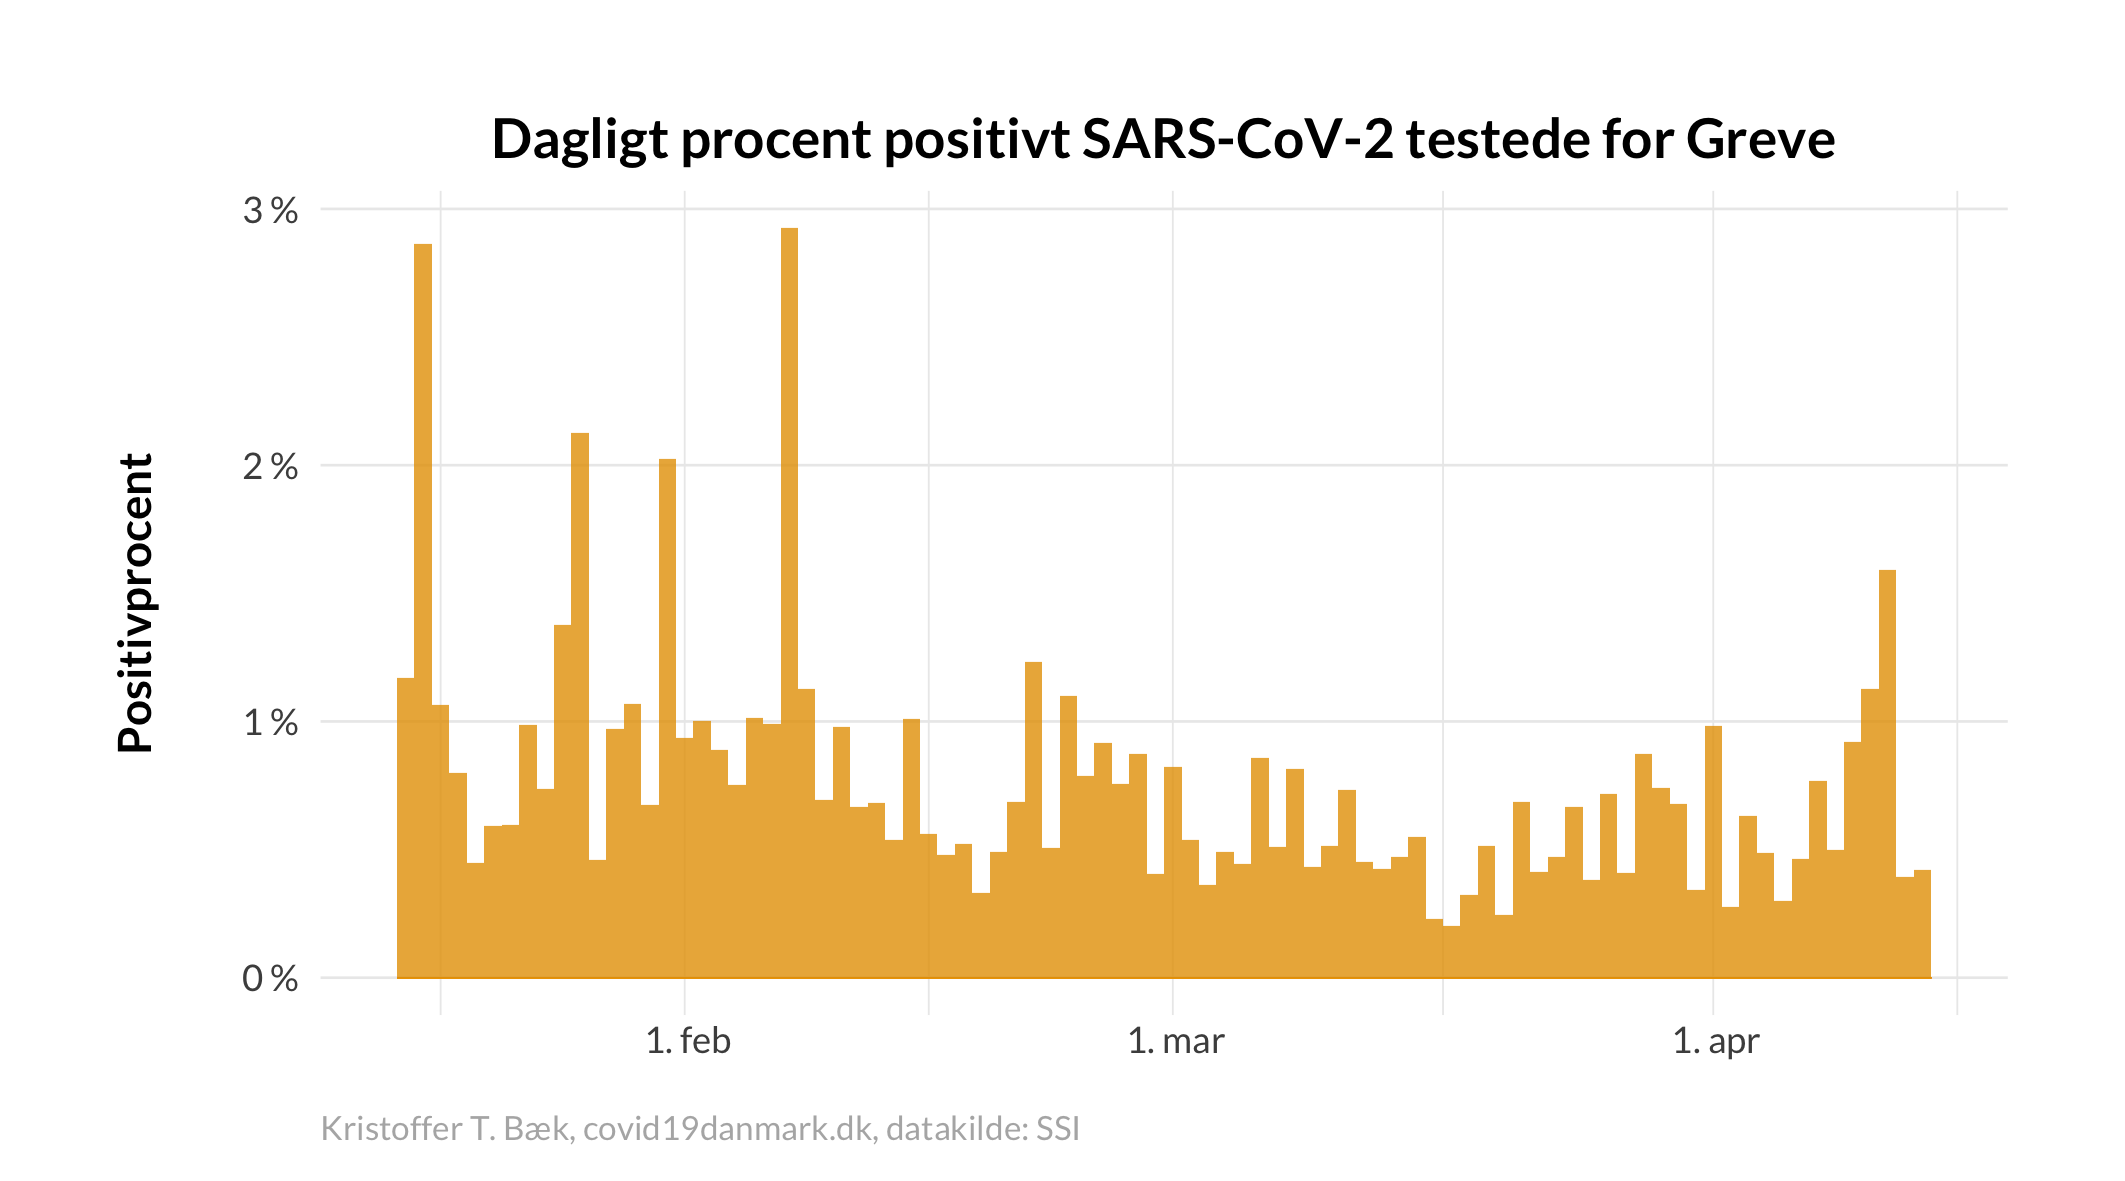 Dagligt procent positivt SARS-CoV-2 testede for Greve
Positivprocent
3 %
2 %
1 %
0 %
1. feb
1. mar
1. apr
Kristoffer T. Bæk, covid19danmark.dk, datakilde: SSI